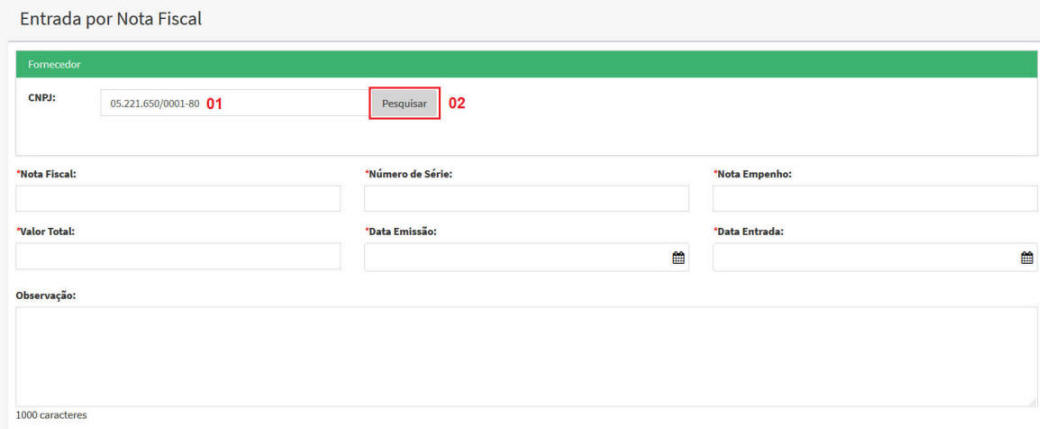 Entrada por Nota Fiscal
Fornecedor
CNPJ: 05.221.650/0001-80 01 Pesquisar 02
*Nota Fiscal: *Número de Série: *Nota Empenho:
*Valor Total: *Data Emissão: *Data Entrada:
Observação:
1000 caracteres